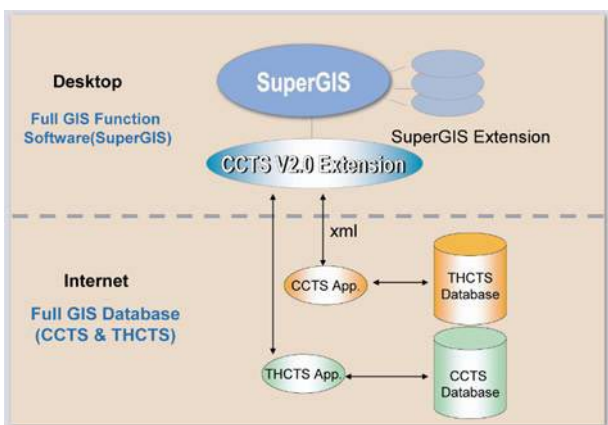 Desktop
Full GIS Function
Software(SuperGIS)
SuperGIS
SuperGIS Extension
CCTS V2.0 Extension
xml
Internet
Full GIS Database
(CCTS & THCTS)
CCTS App.
THCTS
Database
THCTS App.
CCTS
Database